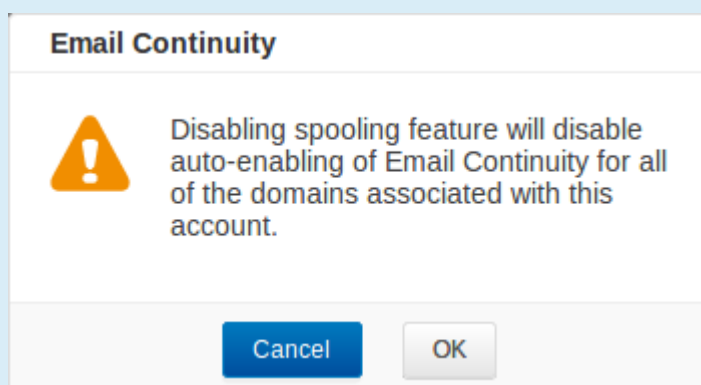 Email Continuity
Disabling spooling feature will disable
auto-enabling of Email Continuity for all
of the domains associated with this
account.
Cancel OK